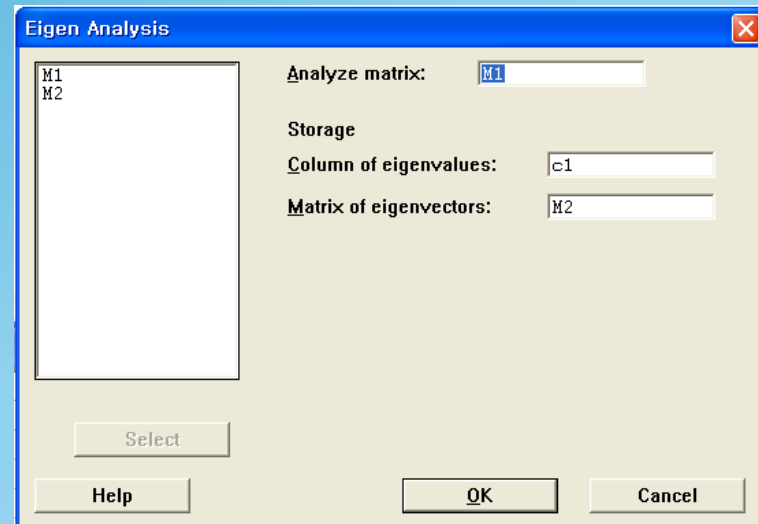 Eigen Analysis
M1
M2
Analyze matrix: M1
Storage
Column of eigenvalues: c1
Matrix of eigenvectors: M2
Select
Help
OK
Cancel